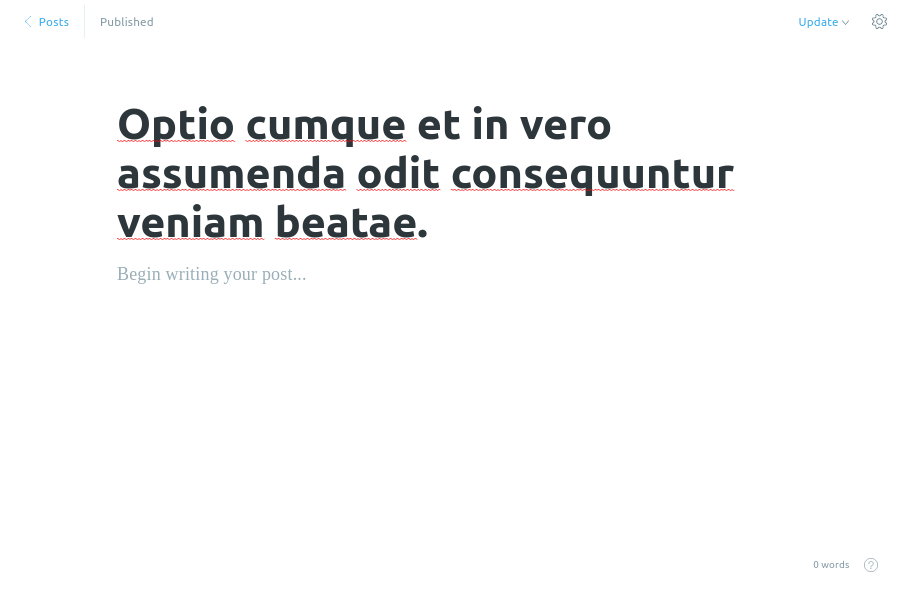 Posts
Published
Update
Optio cumque et in vero
assumenda odit consequuntur
veniam beatae.
Begin writing your post...
0 words
?